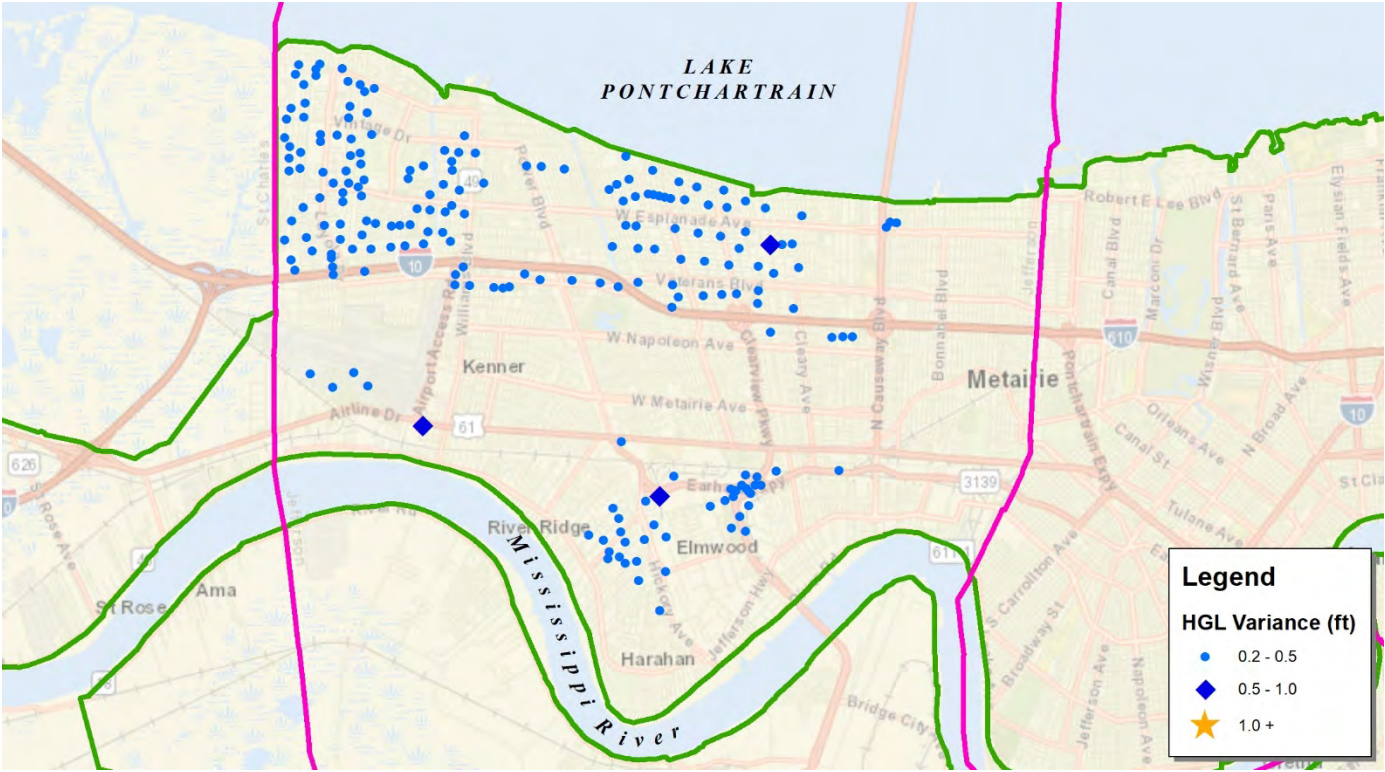 LAKE
PONTCHARTRAIN
St Charles
Vintage Dr
Loyola
49
Power Blvd
W Esplanade Ave
Robert E Lee Blvd
Elysian Fields Ave
St Bernard Ave
Paris Ave
Canal Blvd
Marconi Dr
Jefferson
10
Williams Blvd
Veterans Blvd
Wisner Blvd
Airport Access Rd
W Napoleon Ave
Clearview Pkwy
Cleary Ave
N Causeway Blvd
Bonnabel Blvd
610
Kenner
Metairie
W Metairie Ave
Airline Dr
61
Pontchartrain Expy
Orleans Ave
Canal St
N Broad Ave
10
626
S Rose Ave
3139
Jefferson
River Rd
River Ridge
Elmwood
Tulane Ave
48
Ama
St Rose
Mississippi River
Hickory Ave
Jefferson Hwy
S Carrollton Ave
Broadway St
Harahan
Bridge City Ave
Jefferson Ave
Napoleon Ave
Legend
HGL Variance (ft)
0.2 - 0.5
0.5 - 1.0
1.0 +